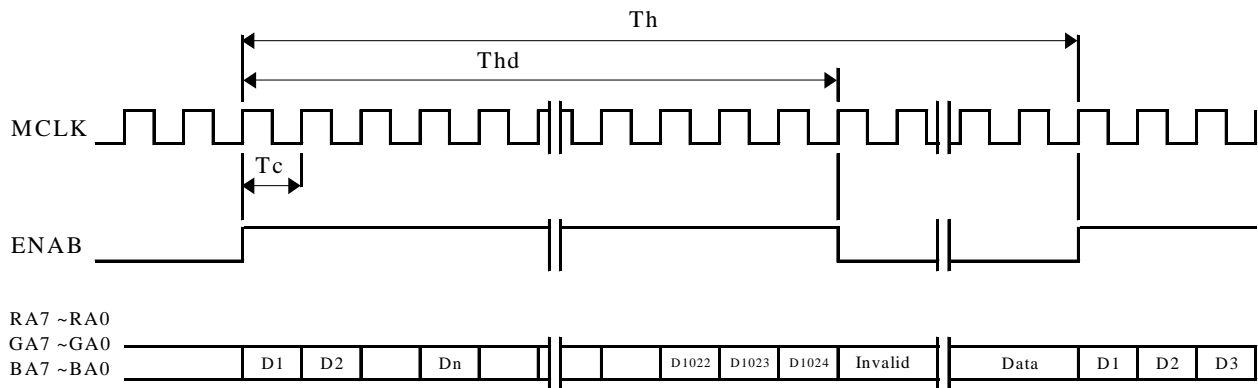 Th
Thd
MCLK
Tc
ENAB
RA7 ~RA0
GA7 ~GA0
BA7 ~BA0
D1 D2 Dn D1022 D1023 D1024 Invalid Data D1 D2 D3